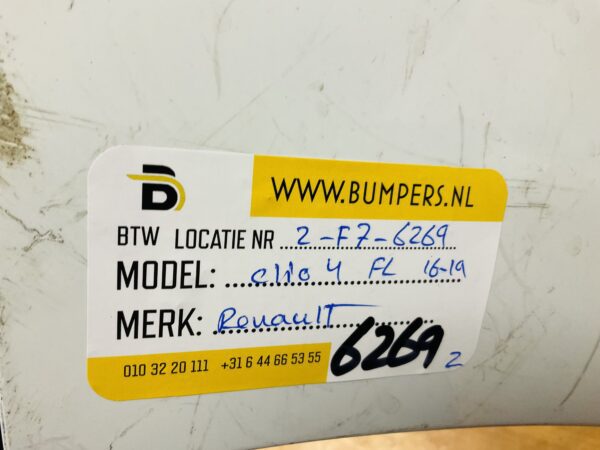 B
WWW.BUMPERS.NL
BTW LOCATIE NR 2-F7-6269
MODEL: clio 4 FL 16-19
MERK: Renault
010 32 20 111 +31 6 44 66 53 55 6269 2